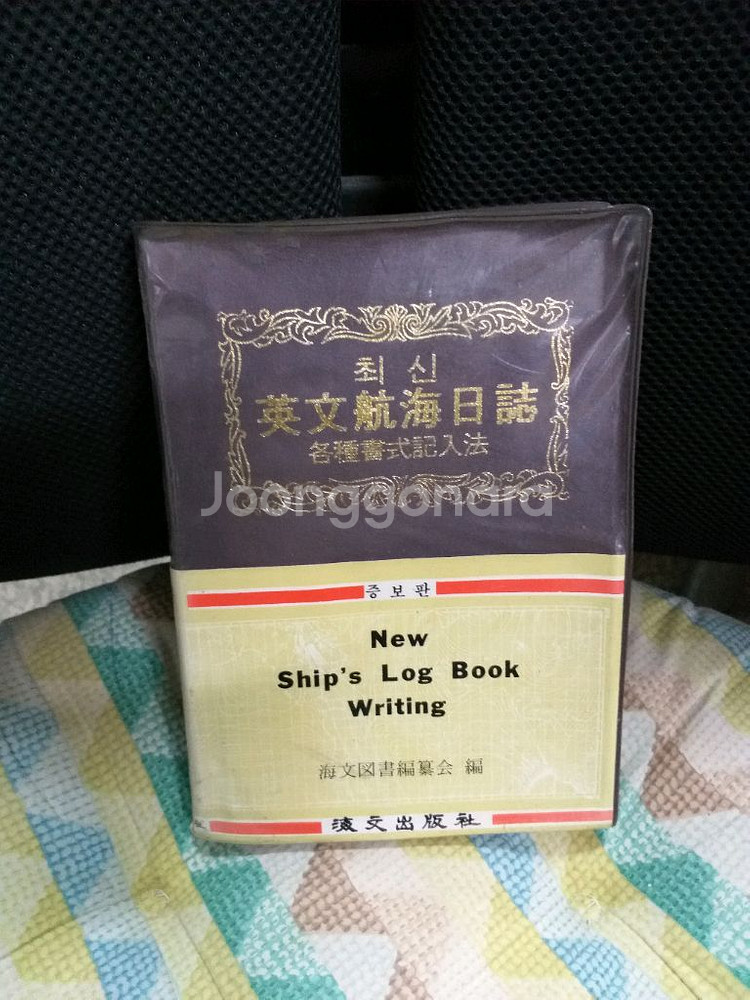 최신
英文航海日誌
各種書式記入法
Joonggonara
증보판
New
Ship's Log Book
Writing
海文図書編纂会 編
海文出版社